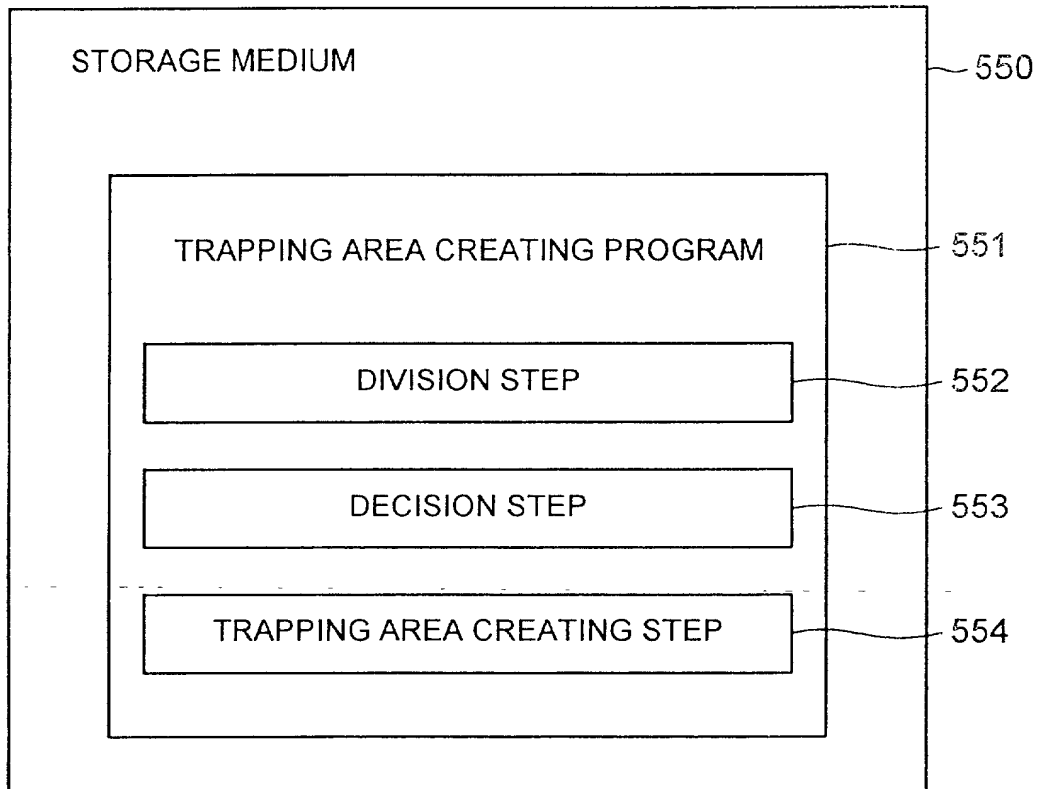 STORAGE MEDIUM
550
TRAPPING AREA CREATING PROGRAM
551
DIVISION STEP
552
DECISION STEP
553
TRAPPING AREA CREATING STEP
554